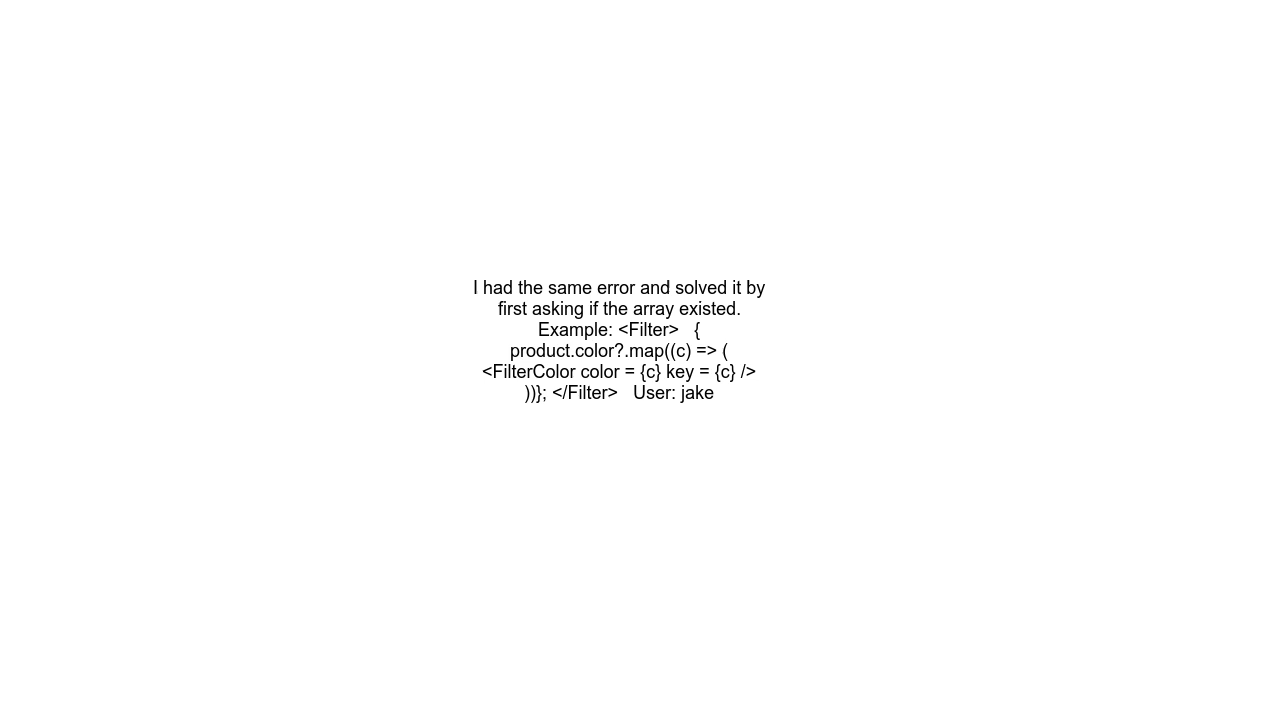 I had the same error and solved it by
first asking if the array existed.
Example: <Filter>   {
product.color?.map((c) => (
<FilterColor color = {c} key = {c} />
))}; </Filter>   User: jake